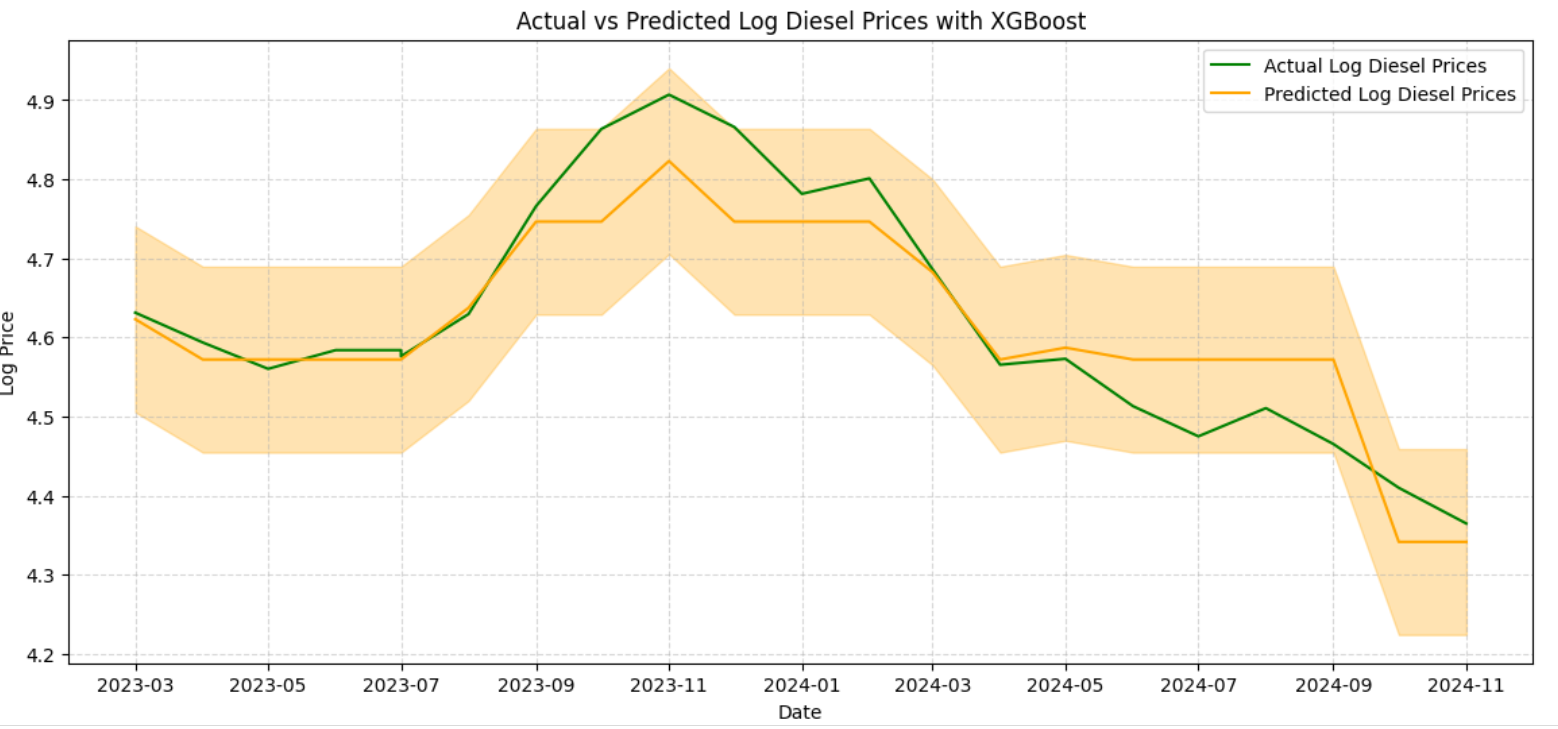 Actual vs Predicted Log Diesel Prices with XGBoost
Actual Log Diesel Prices
Predicted Log Diesel Prices
Log Price
4.9
4.8
4.7
4.6
4.5
4.4
4.3
4.2
2023-03 2023-05 2023-07 2023-09 2023-11 2024-01 2024-03 2024-05 2024-07 2024-09 2024-11
Date